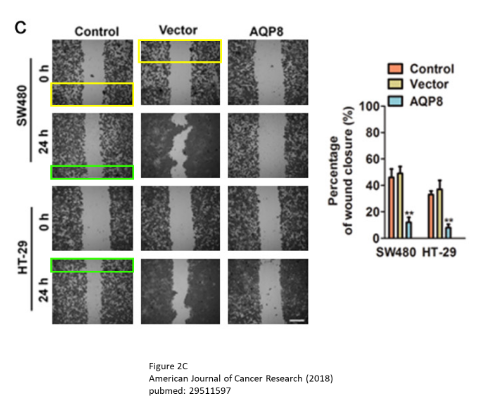 C
Control Vector AQP8
SW480
0 h
24 h
HT-29
0 h
24 h
Control
Vector
AQP8
Percentage
of wound closure (%)
100
80
60
40
20
0
** **
SW480 HT-29
Figure 2C
American Journal of Cancer Research (2018)
pubmed: 29511597